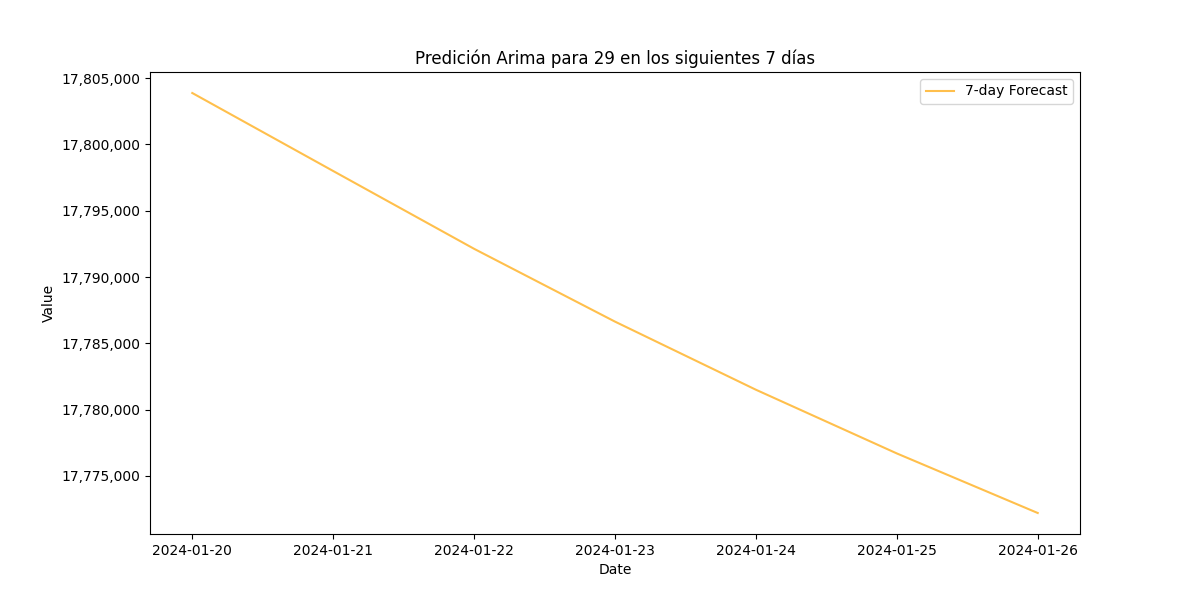 Predición Arima para 29 en los siguientes 7 días
7-day Forecast
17,805,000
17,800,000
17,795,000
17,790,000
17,785,000
17,780,000
17,775,000
Value
2024-01-20 2024-01-21 2024-01-22 2024-01-23 2024-01-24 2024-01-25 2024-01-26
Date